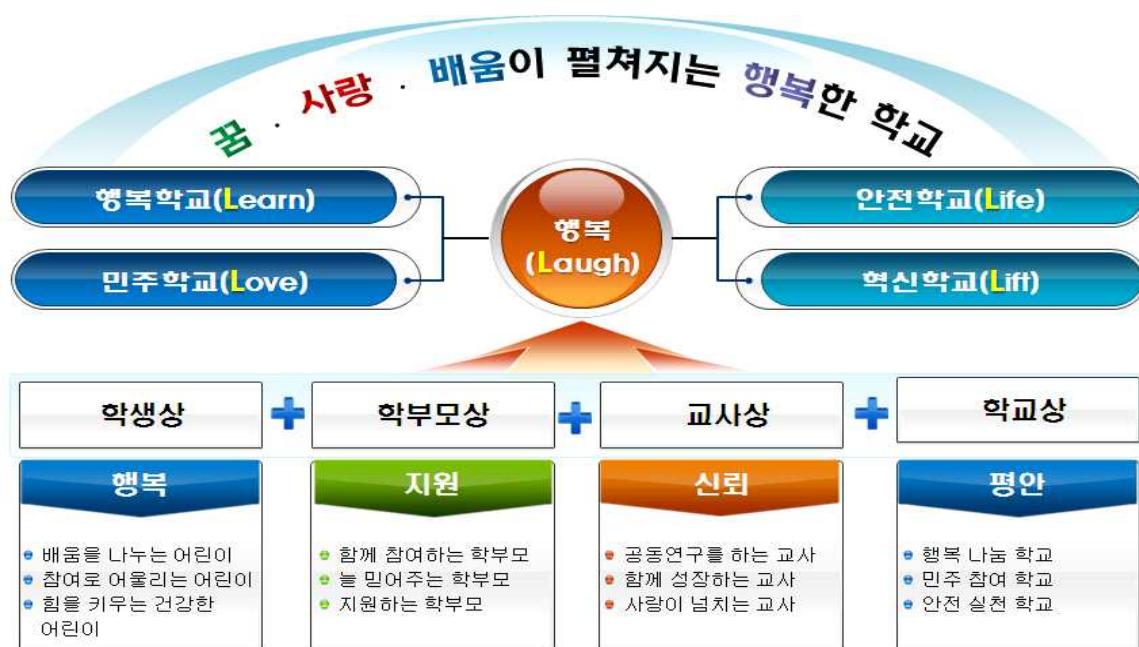 꿈 · 사랑 · 배움이 펼쳐지는 행복한 학교
행복학교(Learn)
민주학교(Love)
행복
(Laugh)
안전학교(Life)
혁신학교(Lift)
학생상
학부모상
교사상
학교상
행복
배움을 나누는 어린이
참여로 어울리는 어린이
힘을 키우는 건강한
어린이
지원
함께 참여하는 학부모
늘 믿어주는 학부모
지원하는 학부모
신뢰
공동연구를 하는 교사
함께 성장하는 교사
사랑이 넘치는 교사
평안
행복 나눔 학교
민주 참여 학교
안전 실천 학교